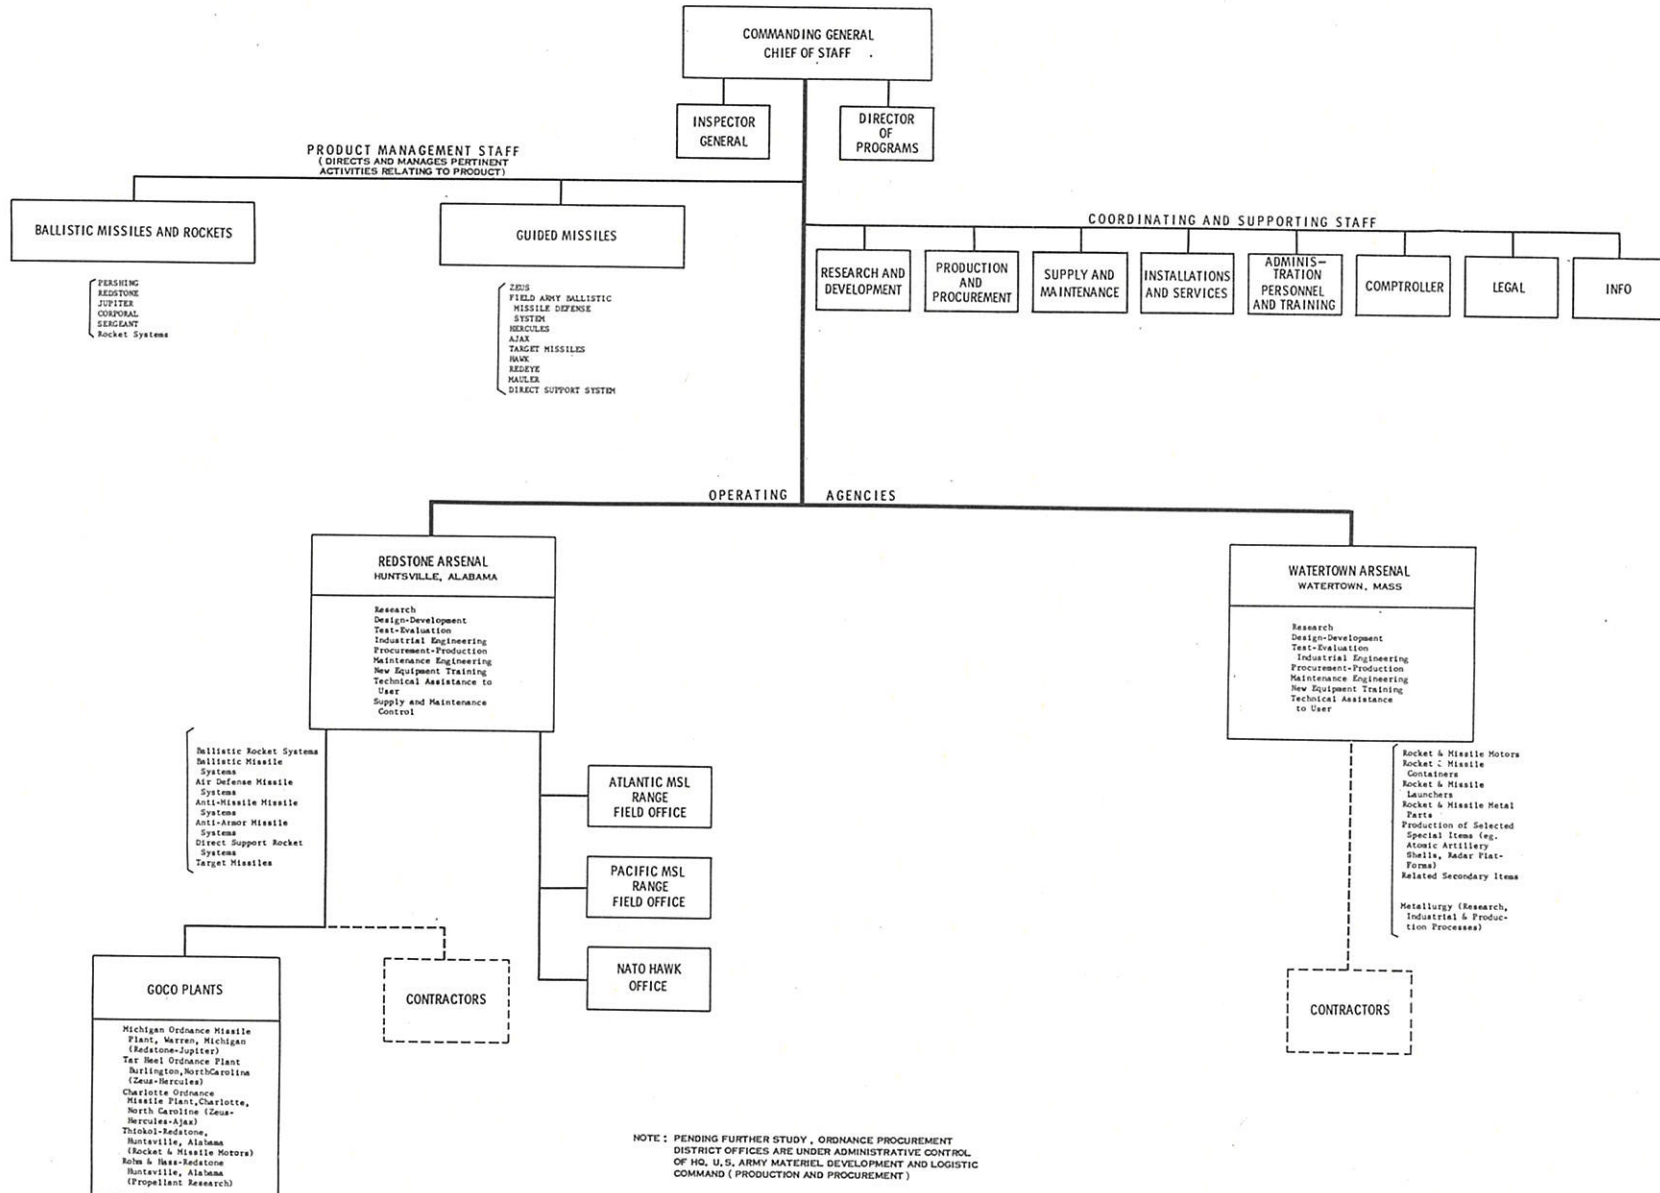 COMMANDING GENERAL
CHIEF OF STAFF
INSPECTOR
GENERAL
DIRECTOR
OF
PROGRAMS
PRODUCT MANAGEMENT STAFF
( DIRECTS AND MANAGES PERTINENT
ACTIVITIES RELATING TO PRODUCT)
BALLISTIC MISSILES AND ROCKETS
PERSHING
REDSTONE
JUPITER
CORPORAL
SERGEANT
Rocket Systems
GUIDED MISSILES
ZEUS
FIELD ARMY BALLISTIC
MISSILE DEFENSE
SYSTEM
HERCULES
AJAX
TARGET MISSILES
HAWK
REDEYE
MAULER
DIRECT SUPPORT SYSTEM
COORDINATING AND SUPPORTING STAFF
RESEARCH AND
DEVELOPMENT
PRODUCTION
AND
PROCUREMENT
SUPPLY AND
MAINTENANCE
INSTALLATIONS
AND SERVICES
ADMINIS-
TRATION
PERSONNEL
AND TRAINING
COMPTROLLER
LEGAL
INFO
OPERATING AGENCIES
REDSTONE ARSENAL
HUNTSVILLE, ALABAMA
Research
Design-Development
Test-Evaluation
Industrial Engineering
Procurement-Production
Maintenance Engineering
New Equipment Training
Technical Assistance to
User
Supply and Maintenance
Control
WATERTOWN ARSENAL
WATERTOWN, MASS
Research
Design-Development
Test-Evaluation
Industrial Engineering
Procurement-Production
Maintenance Engineering
New Equipment Training
Technical Assistance
to User
Ballistic Rocket Systems
Ballistic Missile
Systems
Air Defense Missile
Systems
Anti-Missile Missile
Systems
Anti-Armor Missile
Systems
Direct Support Rocket
Systems
Target Missiles
ATLANTIC MSL
RANGE
FIELD OFFICE
PACIFIC MSL
RANGE
FIELD OFFICE
NATO HAWK
OFFICE
Rocket & Missile Motors
Rocket & Missile
Containers
Rocket & Missile
Launchers
Rocket & Missile Metal
Parts
Production of Selected
Special Items (eg.
Atomic Artillery
Shells, Radar Plat-
Forms)
Related Secondary Items
Metallurgy (Research,
Industrial & Produc-
tion Processes)
GOCO PLANTS
Michigan Ordnance Missile
Plant, Warren, Michigan
(Redstone-Jupiter)
Tar Heel Ordnance Plant
Burlington,NorthCarolina
(Zeus-Hercules)
Charlotte Ordnance
Missile Plant,Charlotte,
North Caroline (Zeus-
Hercules-Ajax)
Thiokol-Redstone,
Huntsville, Alabama
(Rocket & Missile Motors)
Rohm & Hass-Redstone
Huntsville, Alabama
(Propellant Research)
CONTRACTORS
CONTRACTORS
NOTE : PENDING FURTHER STUDY , ORDNANCE PROCUREMENT
DISTRICT OFFICES ARE UNDER ADMINISTRATIVE CONTROL
OF HQ, U.S. ARMY MATERIEL DEVELOPMENT AND LOGISTIC
COMMAND ( PRODUCTION AND PROCUREMENT )